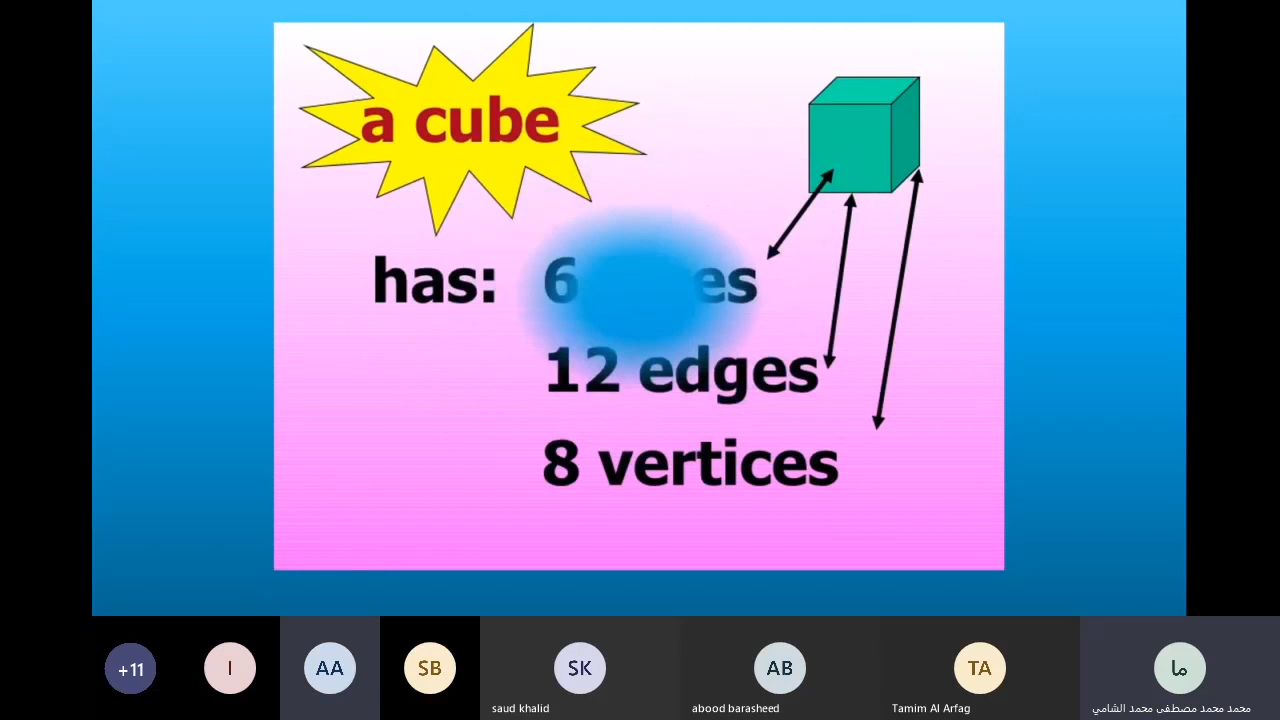 a cube
has: 6
12 edges
8 vertices
+11
I
AA
SB
SK
AB
TA
ما
saud khalid
abood barasheed
Tamim Al Arfag
محمد محمد مصطفى محمد الشامي